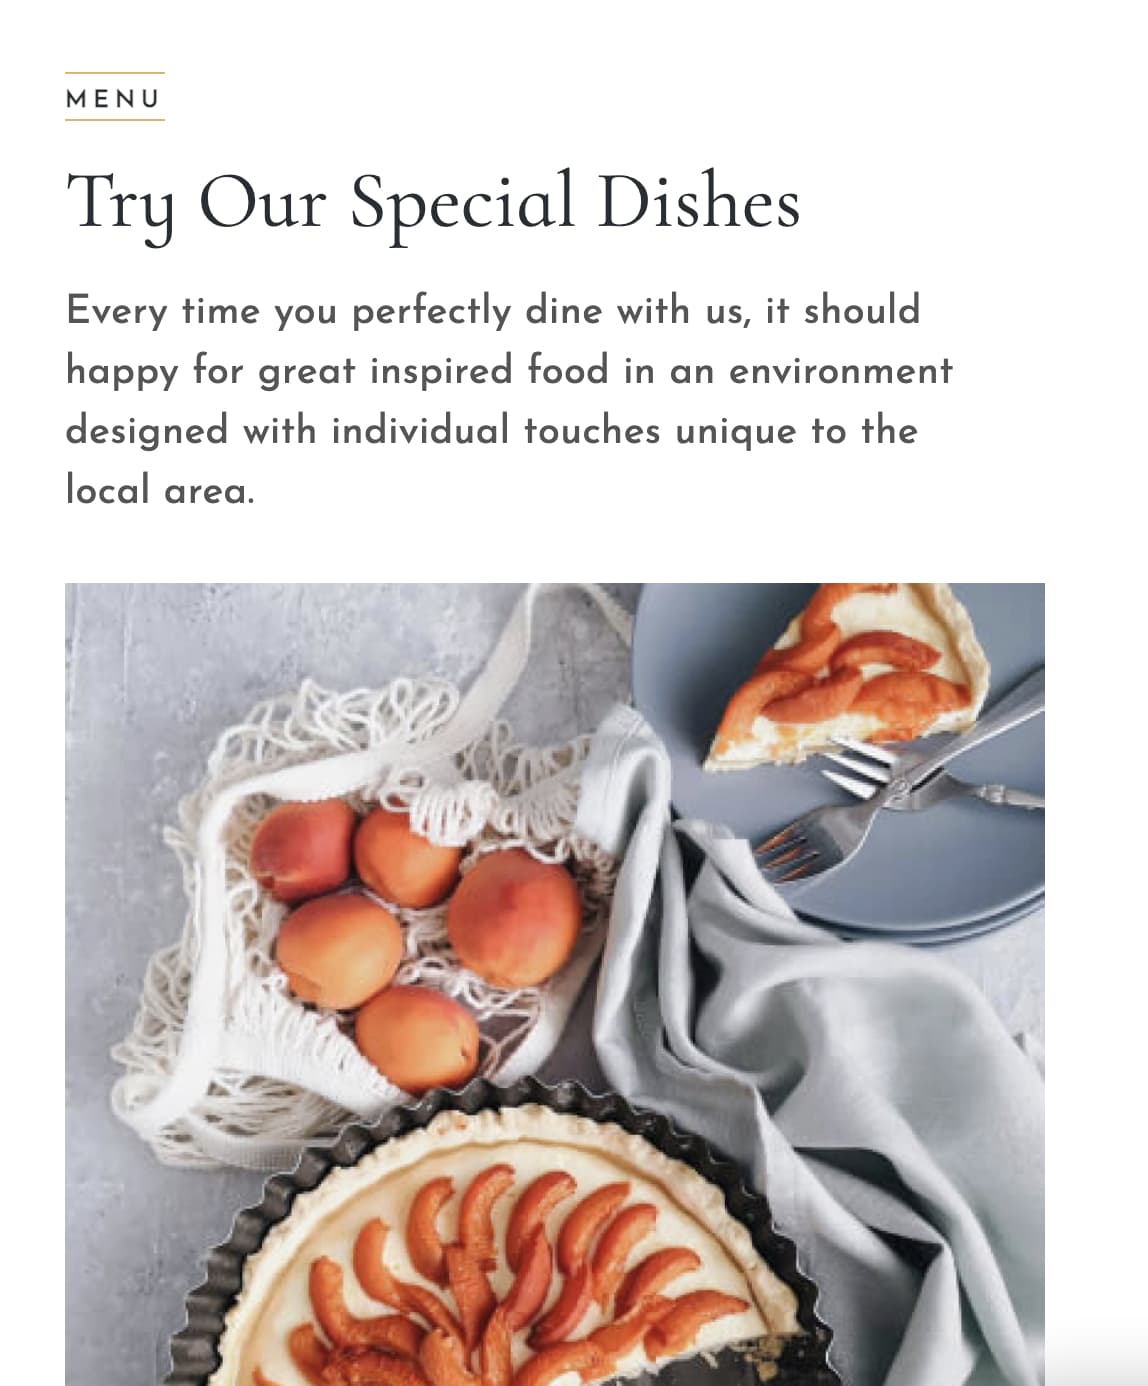 MENU
Try Our Special Dishes
Every time you perfectly dine with us, it should
happy for great inspired food in an environment
designed with individual touches unique to the
local area.